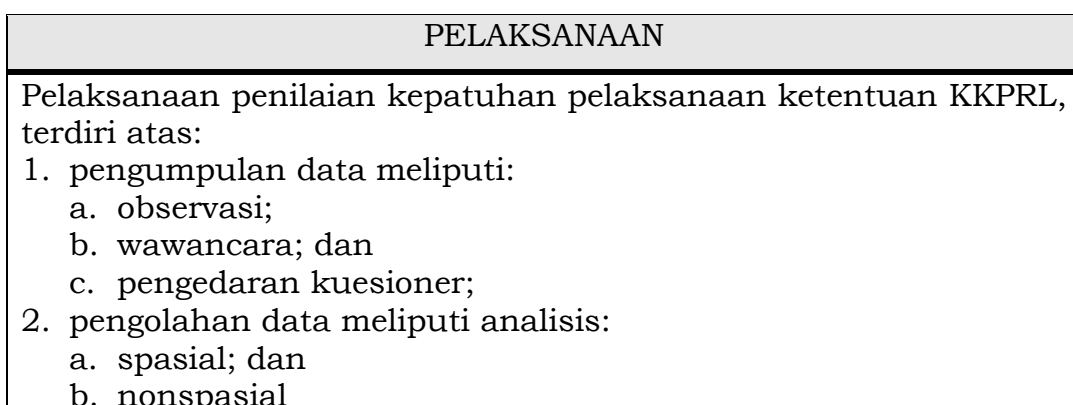 PELAKSANAAN
Pelaksanaan penilaian kepatuhan pelaksanaan ketentuan KKPRL,
terdiri atas:
1. pengumpulan data meliputi:
a. observasi;
b. wawancara; dan
c. pengedaran kuesioner;
2. pengolahan data meliputi analisis:
a. spasial; dan
b. nonspasial